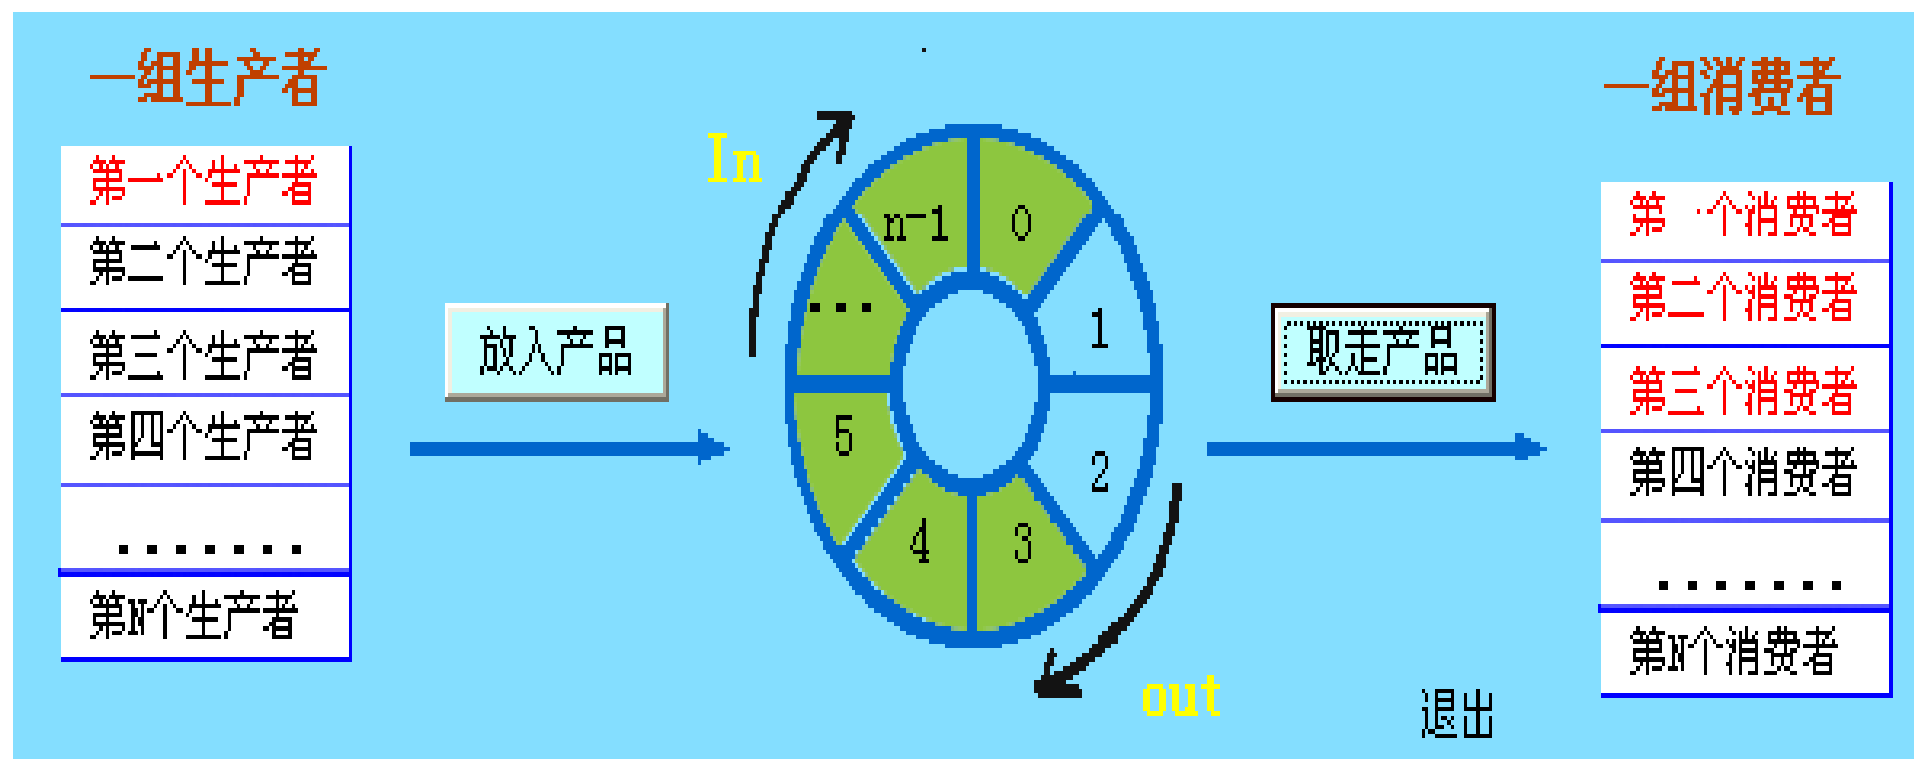 一组生产者
第一个生产者
第二个生产者
第三个生产者
第四个生产者
.......
第N个生产者
放入产品
In
n-1
0
1
2
3
4
5
...
out
取走产品
一组消费者
第一个消费者
第二个消费者
第三个消费者
第四个消费者
.......
第N个消费者
退出